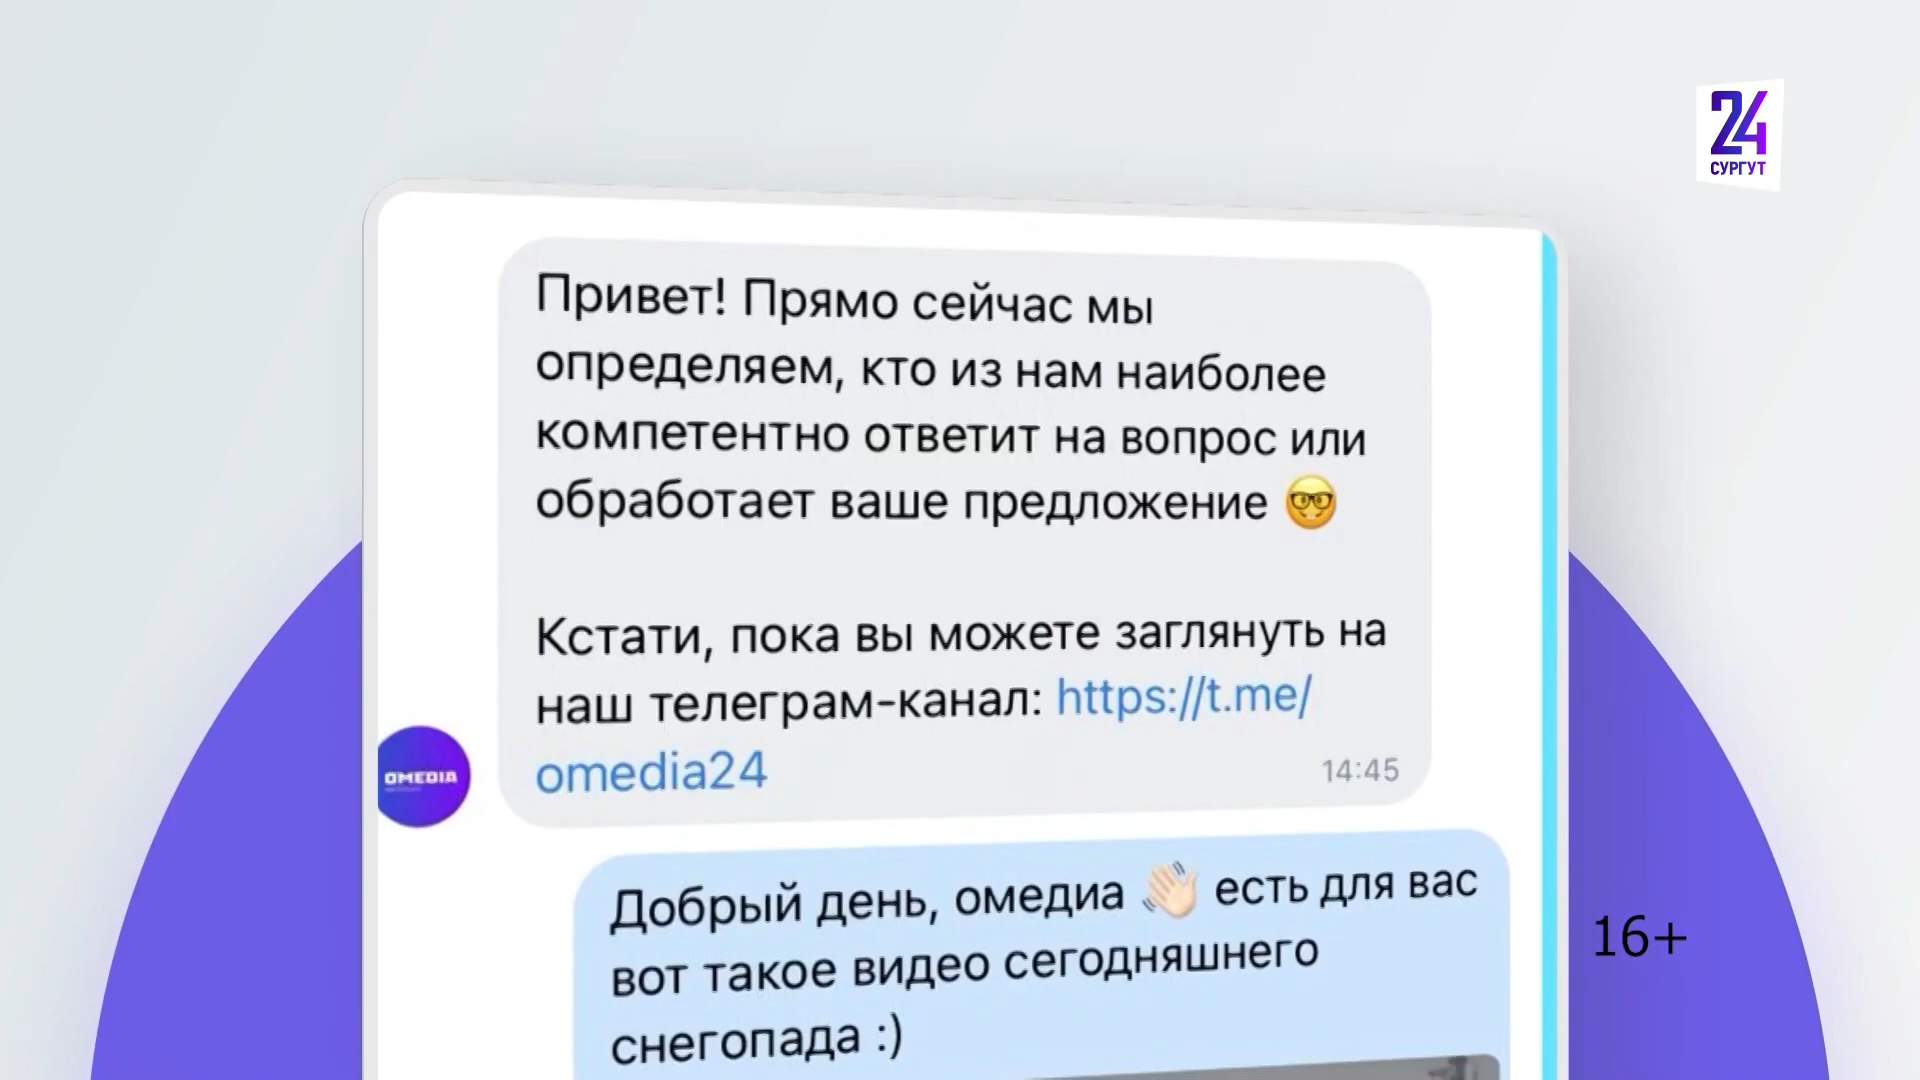 24
СУРГУТ
Привет! Прямо сейчас мы
определяем, кто из нам наиболее
компетентно ответит на вопрос или
обработает ваше предложение 🤓
Кстати, пока вы можете заглянуть на
наш телеграм-канал: https://t.me/
omedia24
14:45
OMEDIA
Добрый день, омедиа 👋🏻 есть для вас
вот такое видео сегодняшнего
снегопада :)
16+